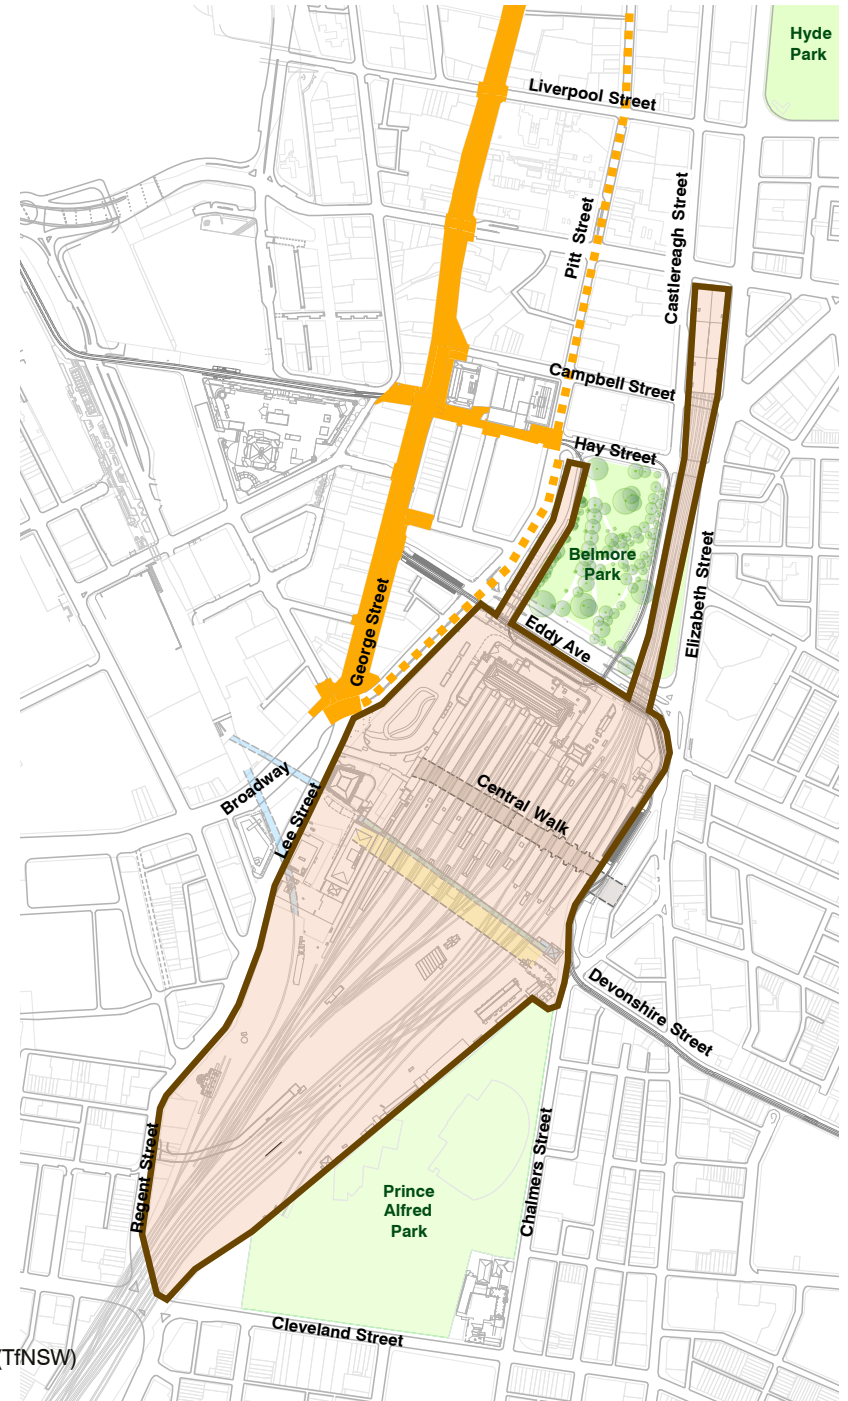 Hyde
Park
Liverpool Street
Castlereagh Street
Pitt Street
Campbell Street
Hay Street
Belmore
Park
Elizabeth Street
George Street
Eddy Ave
Broadway
Lee Street
Central Walk
Devonshire Street
Regent Street
Chalmers Street
Prince
Alfred
Park
Cleveland Street
(TfNSW)